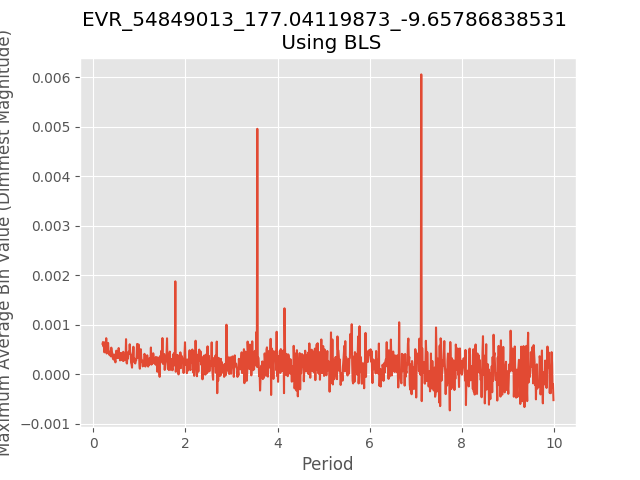 EVR_54849013_177.04119873_-9.65786838531
Using BLS
Maximum Average Bin Value (Dimmest Magnitude)
0.006
0.005
0.004
0.003
0.002
0.001
0.000
−0.001
0 2 4 6 8 10
Period